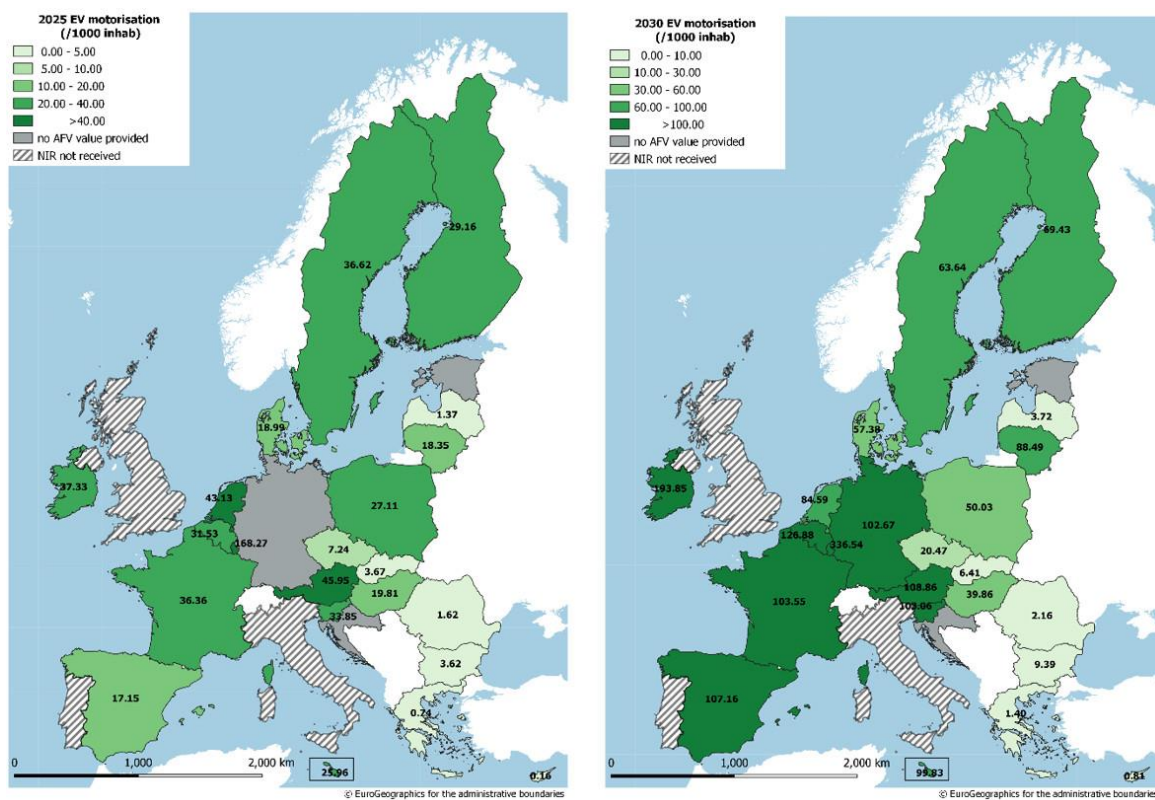 2025 EV motorisation
(/1000 inhab)
0.00 - 5.00
5.00 - 10.00
10.00 - 20.00
20.00 - 40.00
>40.00
no AFV value provided
NIR not received
29.16
36.62
1.37
18.99
18.35
37.33
43.13
27.11
31.53
168.27
7.24
3.67
45.95
19.81
36.36
33.85
1.62
3.62
17.15
0.74
0 1,000 2,000 km
25.96
0.16
© EuroGeographics for the administrative boundaries
2030 EV motorisation
(/1000 inhab)
0.00 - 10.00
10.00 - 30.00
30.00 - 60.00
60.00 - 100.00
>100.00
no AFV value provided
NIR not received
69.43
63.64
3.72
57.38
88.49
193.85
84.59
50.03
102.67
126.88
336.54
20.47
6.41
108.86
39.86
103.55
105.06
2.16
9.39
107.16
1.40
0 1,000 2,000 km
99.83
0.81
© EuroGeographics for the administrative boundaries